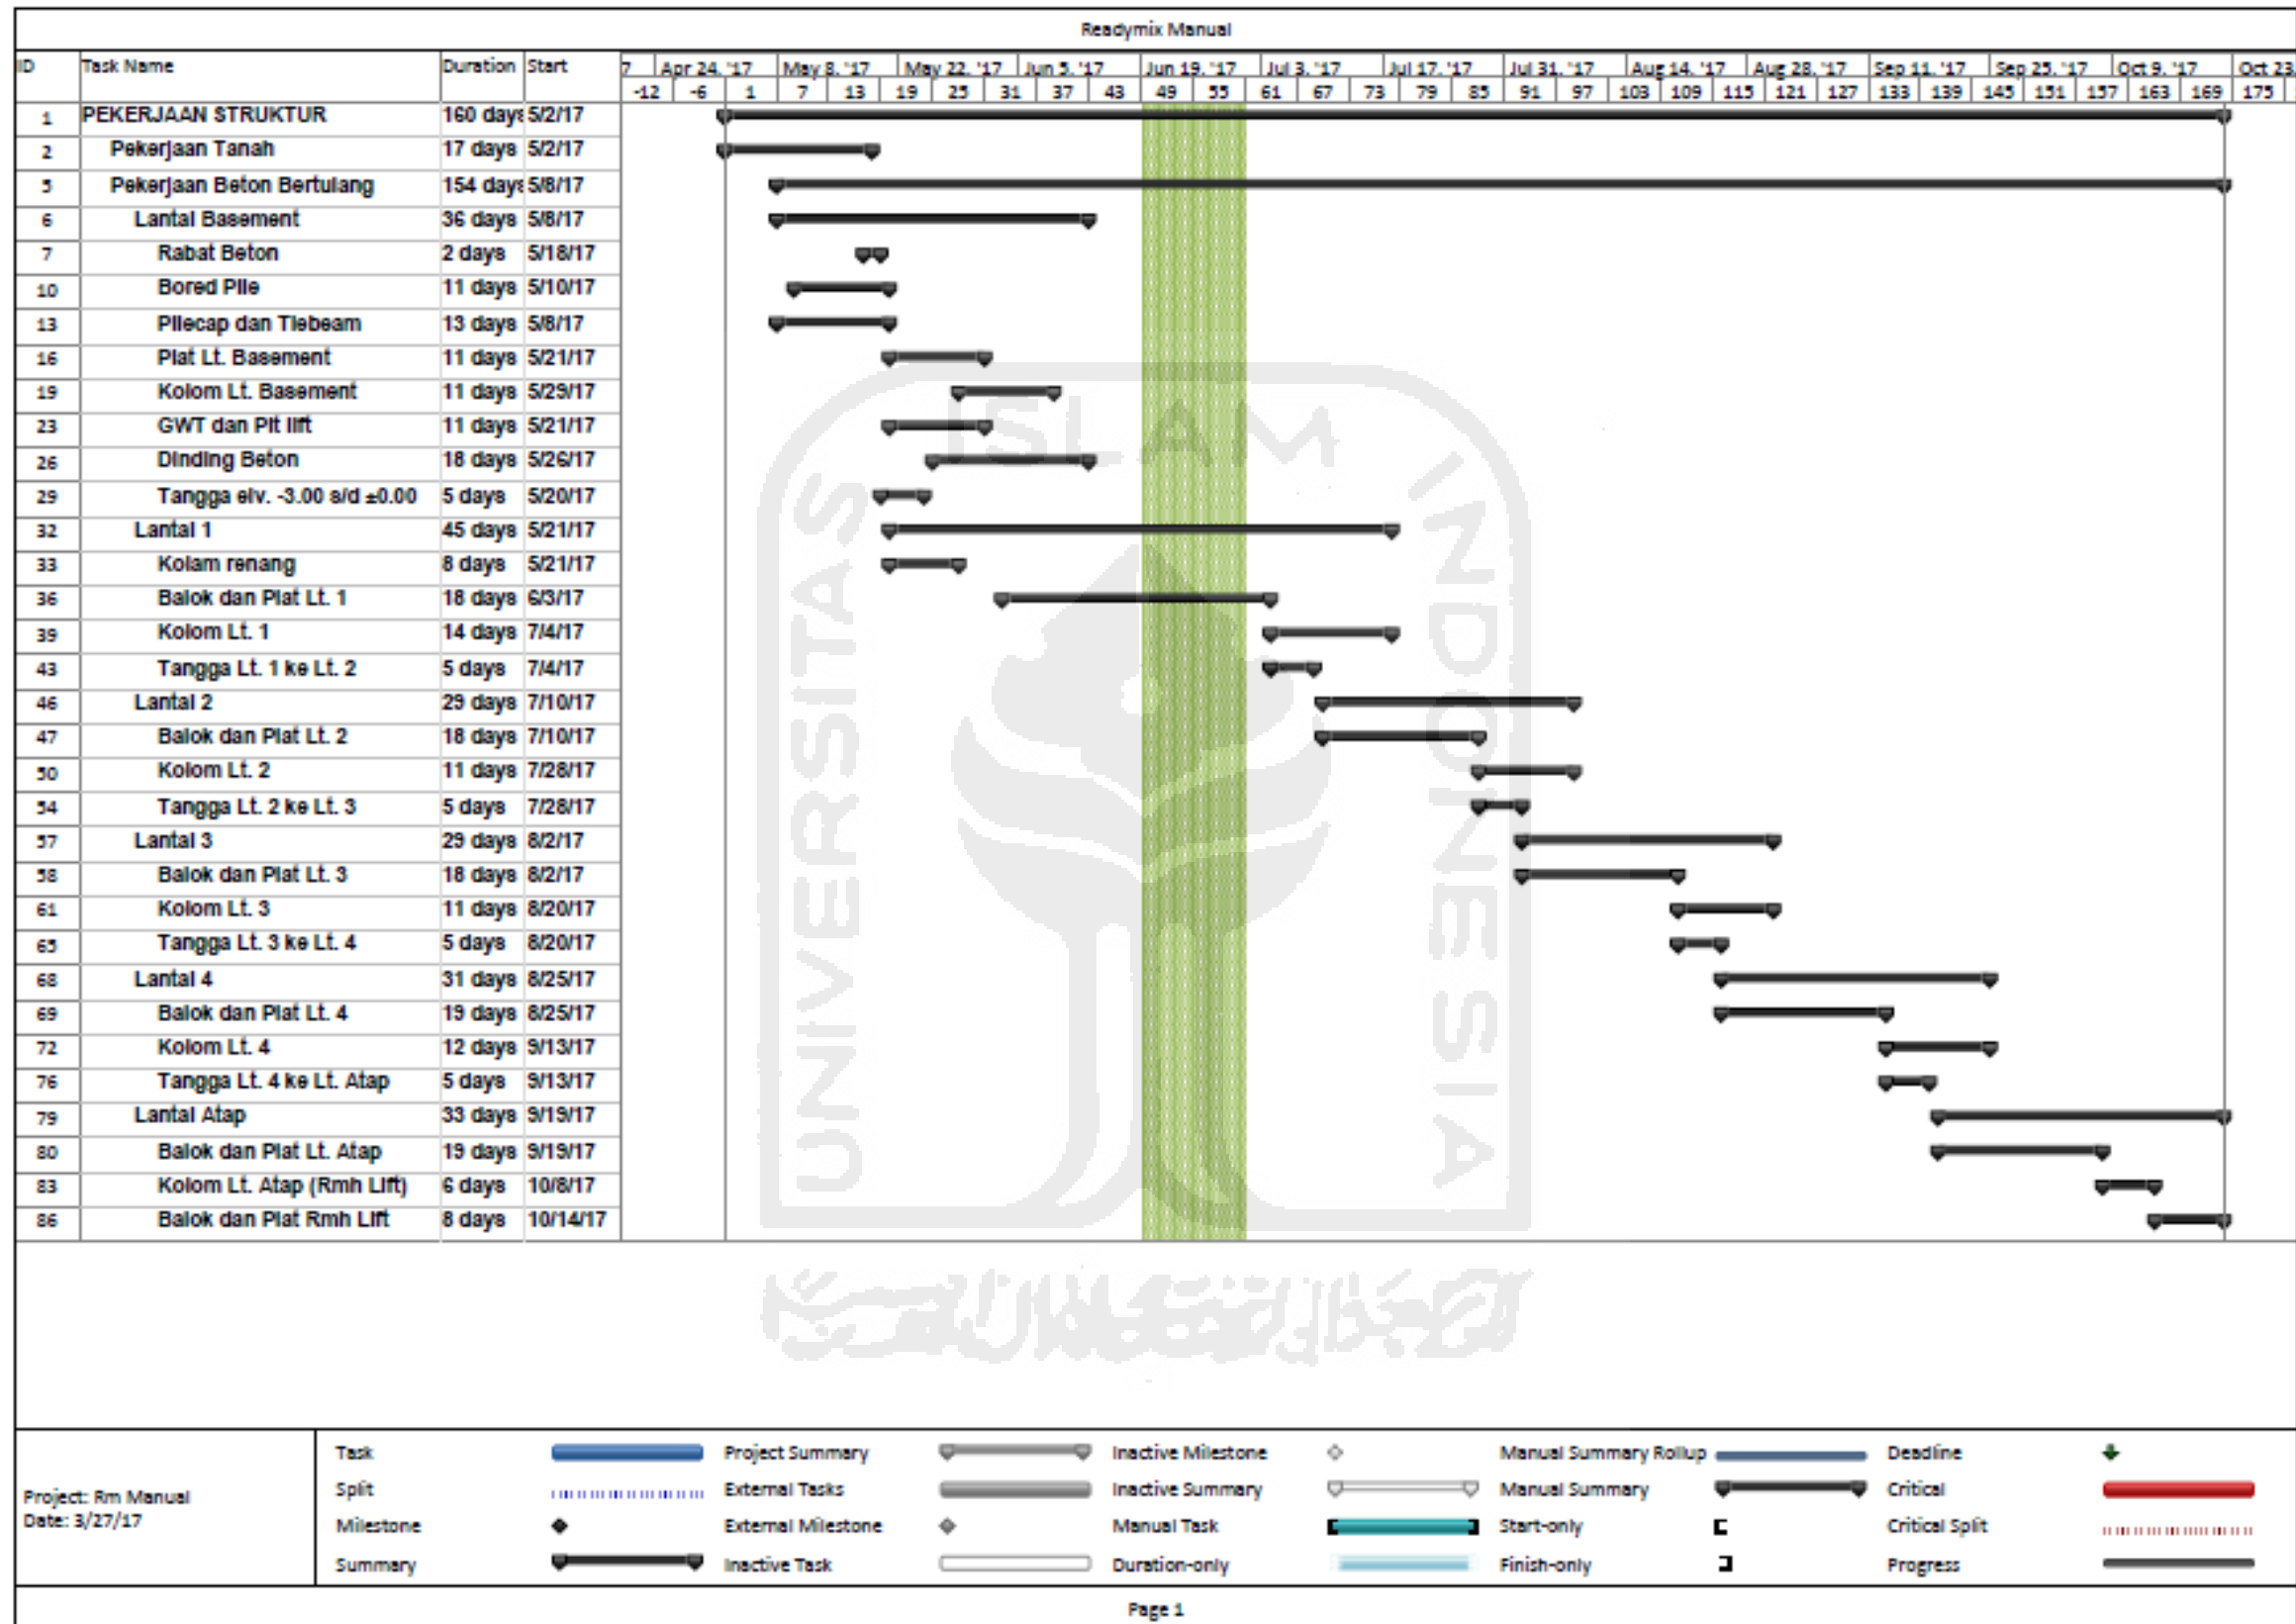 Readymix Manual
ID Task Name Duration Start 7 Apr 24, '17 May 8, '17 May 22, '17 Jun 5, '17 Jun 19, '17 Jul 3, '17 Jul 17, '17 Jul 31, '17 Aug 14, '17 Aug 28, '17 Sep 11, '17 Sep 25, '17 Oct 9, '17 Oct 23,
-12 -6 1 7 13 19 25 31 37 43 49 55 61 67 73 79 85 91 97 103 109 115 121 127 133 139 145 151 157 163 169 175
1 PEKERJAAN STRUKTUR 160 days 5/2/17
2 Pekerjaan Tanah 17 days 5/2/17
5 Pekerjaan Beton Bertulang 154 days 5/8/17
6 Lantai Basement 36 days 5/8/17
7 Rabat Beton 2 days 5/18/17
10 Bored Pile 11 days 5/10/17
13 Pilecap dan Tiebeam 13 days 5/8/17
16 Plat Lt. Basement 11 days 5/21/17
19 Kolom Lt. Basement 11 days 5/29/17
23 GWT dan Pit lift 11 days 5/21/17
26 Dinding Beton 18 days 5/26/17
29 Tangga elv. -3.00 s/d ±0.00 5 days 5/20/17
32 Lantai 1 45 days 5/21/17
33 Kolam renang 8 days 5/21/17
36 Balok dan Plat Lt. 1 18 days 6/3/17
39 Kolom Lt. 1 14 days 7/4/17
43 Tangga Lt. 1 ke Lt. 2 5 days 7/4/17
46 Lantai 2 29 days 7/10/17
47 Balok dan Plat Lt. 2 18 days 7/10/17
50 Kolom Lt. 2 11 days 7/28/17
54 Tangga Lt. 2 ke Lt. 3 5 days 7/28/17
57 Lantai 3 29 days 8/2/17
58 Balok dan Plat Lt. 3 18 days 8/2/17
61 Kolom Lt. 3 11 days 8/20/17
65 Tangga Lt. 3 ke Lt. 4 5 days 8/20/17
68 Lantai 4 31 days 8/25/17
69 Balok dan Plat Lt. 4 19 days 8/25/17
72 Kolom Lt. 4 12 days 9/13/17
76 Tangga Lt. 4 ke Lt. Atap 5 days 9/13/17
79 Lantai Atap 33 days 9/19/17
80 Balok dan Plat Lt. Atap 19 days 9/19/17
83 Kolom Lt. Atap (Rmh Lift) 6 days 10/8/17
86 Balok dan Plat Rmh Lift 8 days 10/14/17
UNIVERSITAS
ISLAM
INDONESIA
Project: Rm Manual
Date: 3/27/17
Task Project Summary Inactive Milestone Manual Summary Rollup Deadline
Split External Tasks Inactive Summary Manual Summary Critical
Milestone External Milestone Manual Task Start-only Critical Split
Summary Inactive Task Duration-only Finish-only Progress
Page 1